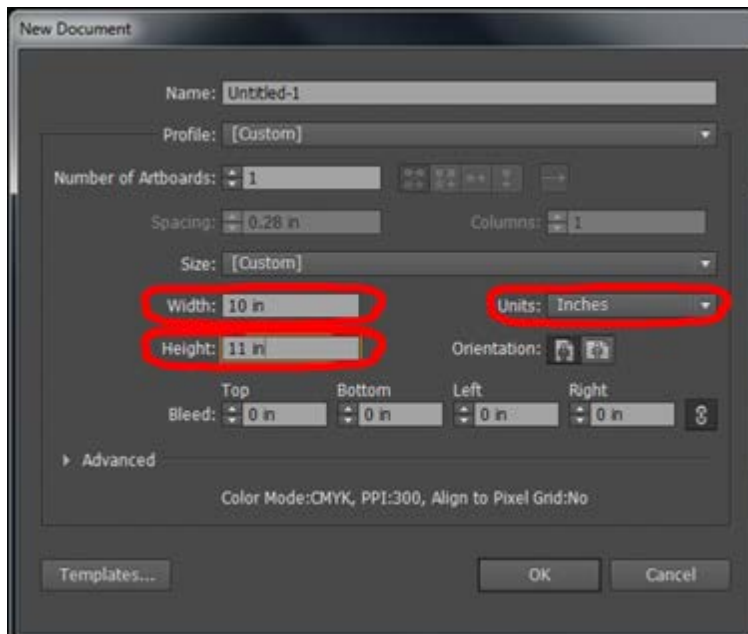 New Document
Name: Untitled-1
Profile: [Custom]
Number of Artboards: 1
Spacing: 0.28 in Columns: 1
Size: [Custom]
Width: 10 in Units: Inches
Height: 11 in Orientation:
Top Bottom Left Right
Bleed: 0 in 0 in 0 in 0 in
Advanced
Color Mode:CMYK, PPI:300, Align to Pixel Grid:No
Templates... OK Cancel